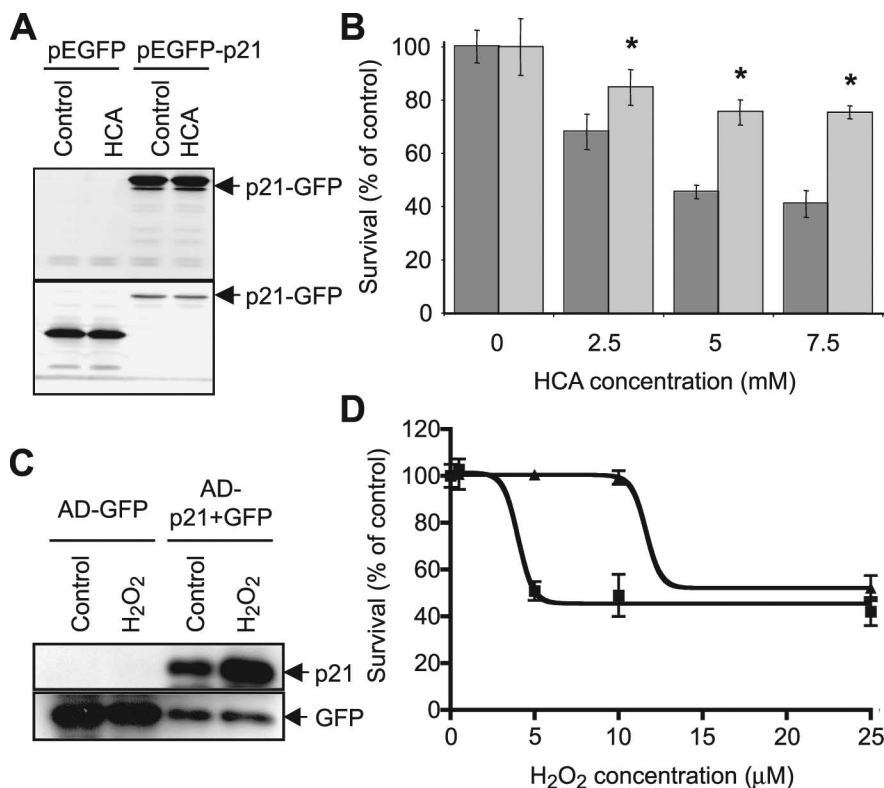 A
pEGFP pEGFP-p21
Control HCA Control HCA
p21-GFP
p21-GFP
B
Survival (% of control)
100
80
60
40
20
0
* * *
0 2.5 5 7.5
HCA concentration (mM)
C
AD-GFP AD-p21+GFP
Control H₂O₂ Control H₂O₂
p21
GFP
D
Survival (% of control)
0
20
100
80
60
40
120
0 5 10 15 20 25
H₂O₂ concentration (μM)